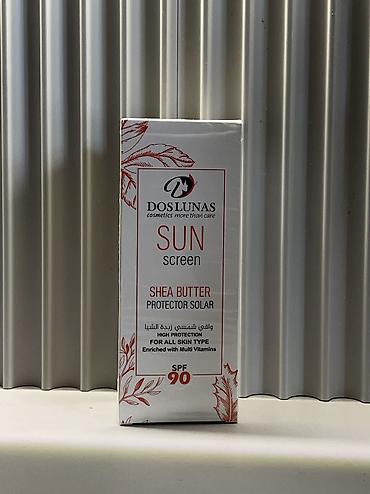 DOSLUNAS
cosmetics more than care
SUN
screen
SHEA BUTTER
PROTECTOR SOLAR
واقي شمسي زبدة الشيا
HIGH PROTECTION
FOR ALL SKIN TYPE
Enriched with Multi Vitamins
SPF
90